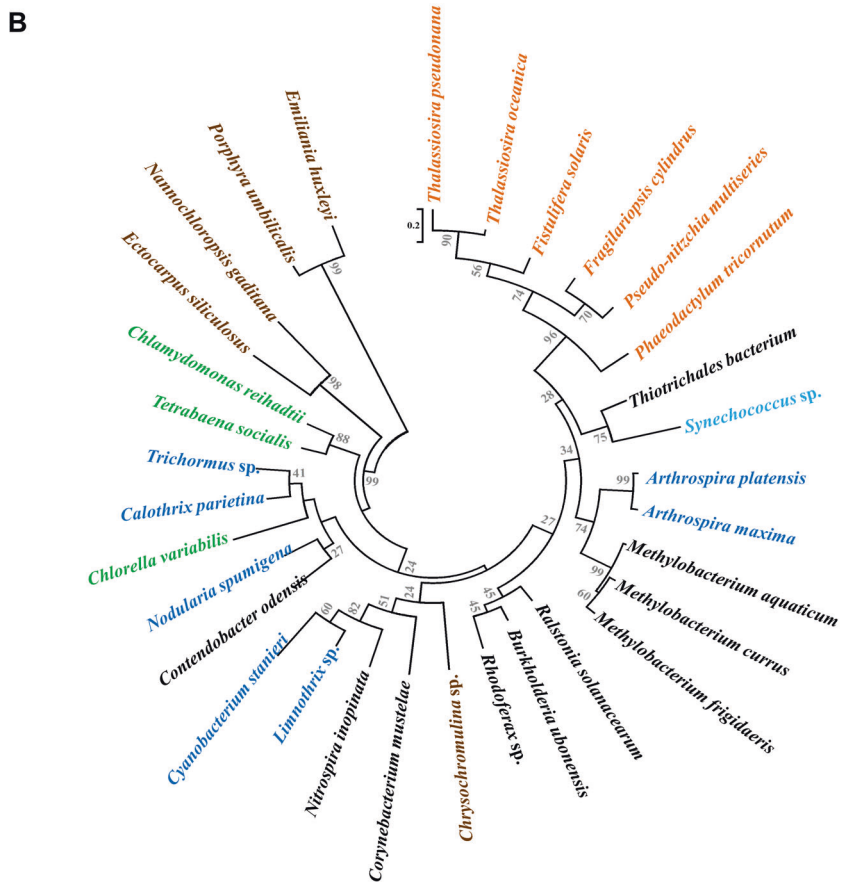 B
Thalassiosira pseudonana
Thalassiosira oceanica
Fistulifera solaris
Fragilariopsis cylindrus
Pseudo-nitzchia multiseries
Phaeodactylum tricornutum
Thiotrichales bacterium
Synechococcus sp.
Arthrospira platensis
Arthrospira maxima
Methylobacterium aquaticum
Methylobacterium currus
Methylobacterium frigidaeris
Ralstonia solanacearum
Burkholderia ubonensis
Rhodoferax sp.
Chrysochromulina sp.
Corynebacterium mustelae
Nitrospira inopinata
Limnothrix sp.
Cyanobacterium stanieri
Contendobacter odensis
Nodularia spumigena
Chlorella variabilis
Calothrix parietina
Trichormus sp.
Tetrabaena socialis
Chlamydomonas reihadtii
Ectocarpus siliculosus
Nannochloropsis gaditana
Porphyra umbilicalis
Emiliania huxleyi
0.2
90
56
74
70
96
28
75
34
99
74
99
60
27
45
45
24
51
82
60
24
27
41
88
99
98
99